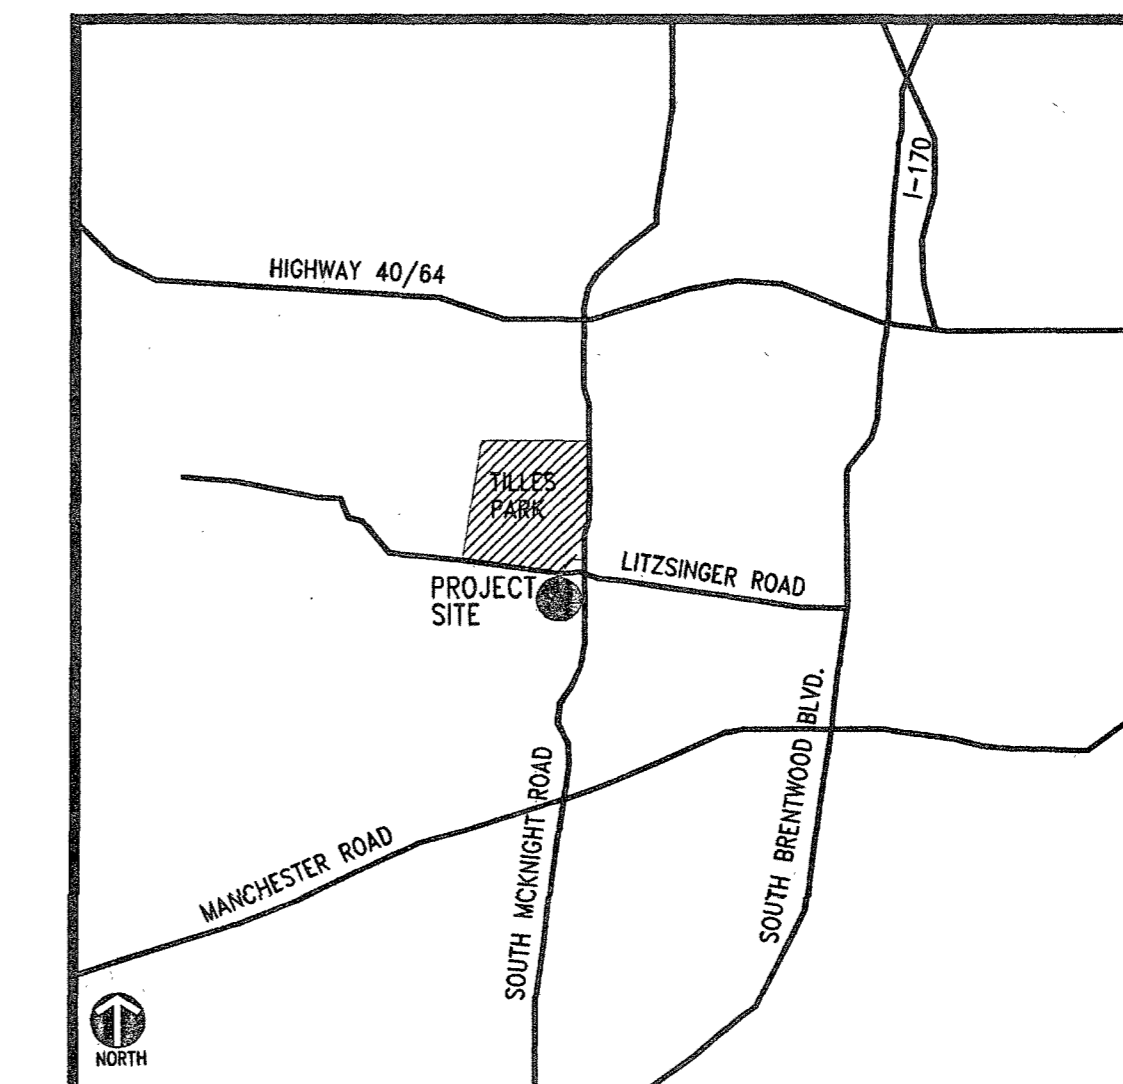 I-170
HIGHWAY 40/64
TILLES
PARK
LITZSINGER ROAD
PROJECT
SITE
SOUTH BRENTWOOD BLVD.
SOUTH MCKNIGHT ROAD
MANCHESTER ROAD
NORTH